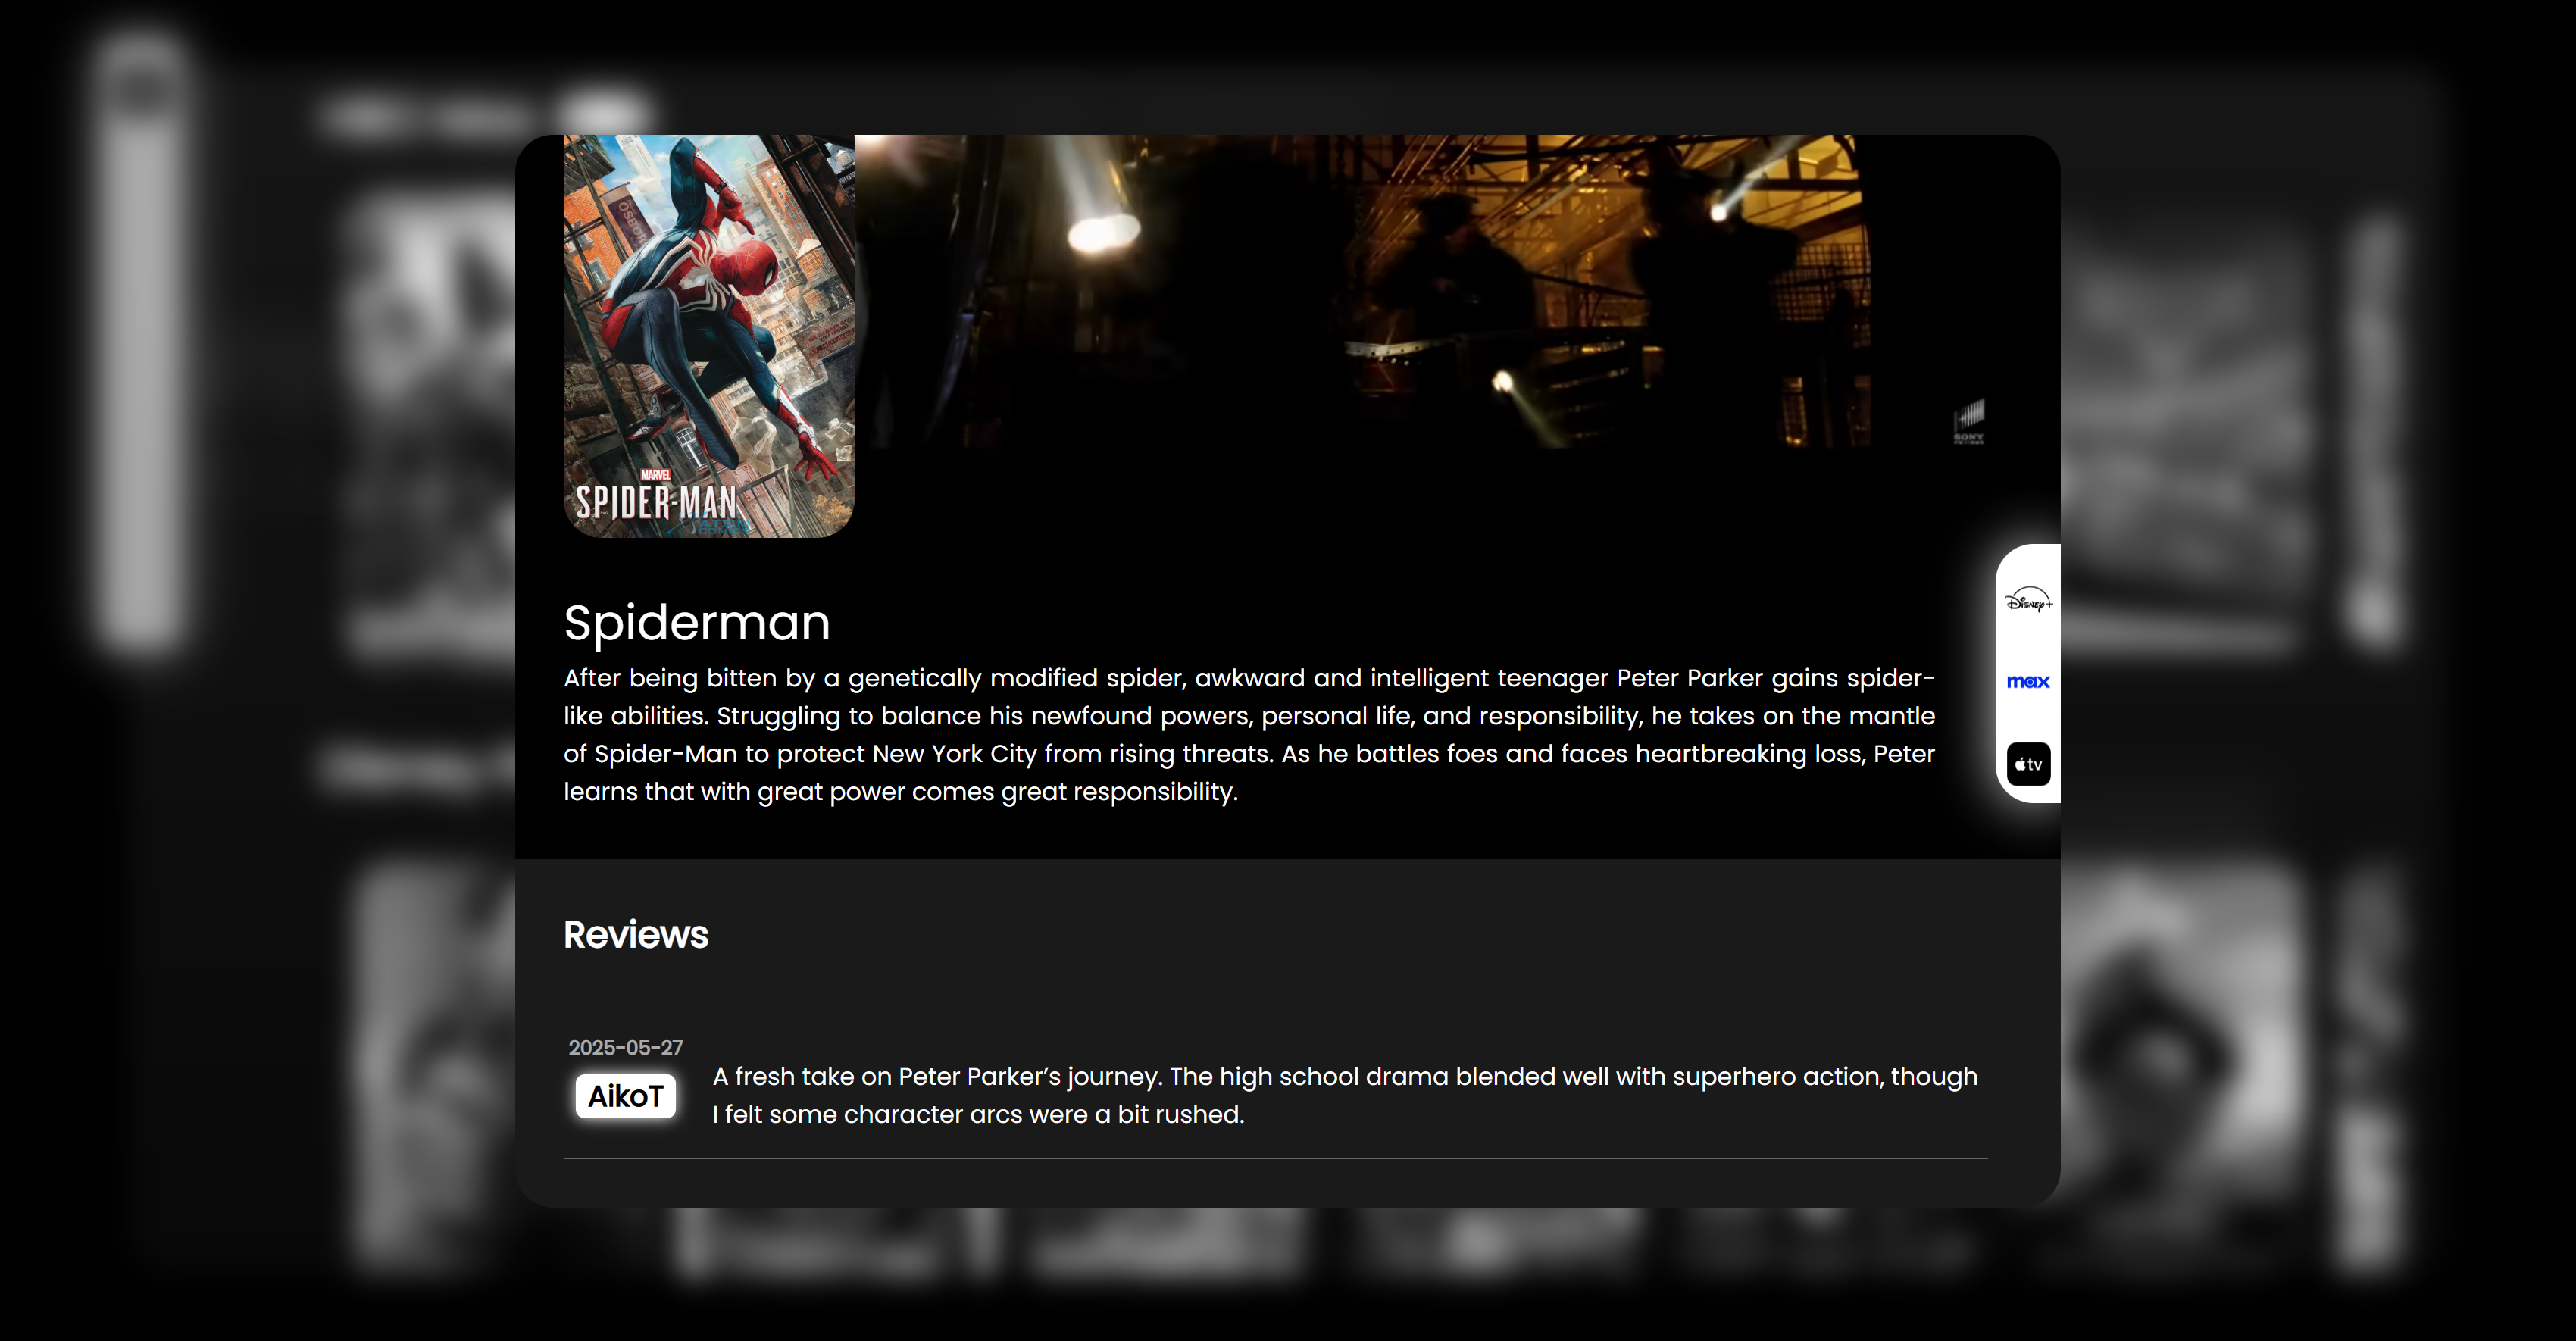 OSBO
MARVEL
SPIDER-MAN
SONY
Disney+
max
tv
Spiderman
After being bitten by a genetically modified spider, awkward and intelligent teenager Peter Parker gains spider-
like abilities. Struggling to balance his newfound powers, personal life, and responsibility, he takes on the mantle
of Spider-Man to protect New York City from rising threats. As he battles foes and faces heartbreaking loss, Peter
learns that with great power comes great responsibility.
Reviews
2025-05-27
AikoT
A fresh take on Peter Parker’s journey. The high school drama blended well with superhero action, though
I felt some character arcs were a bit rushed.